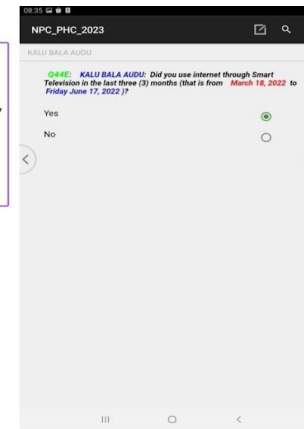 08:35
NPC_PHC_2023
KALU BALA AUDU
Q44E: KALU BALA AUDU: Did you use internet through Smart
Television in the last three (3) months (that is from March 18, 2022 to
Friday June 17, 2022 )?
Yes
No